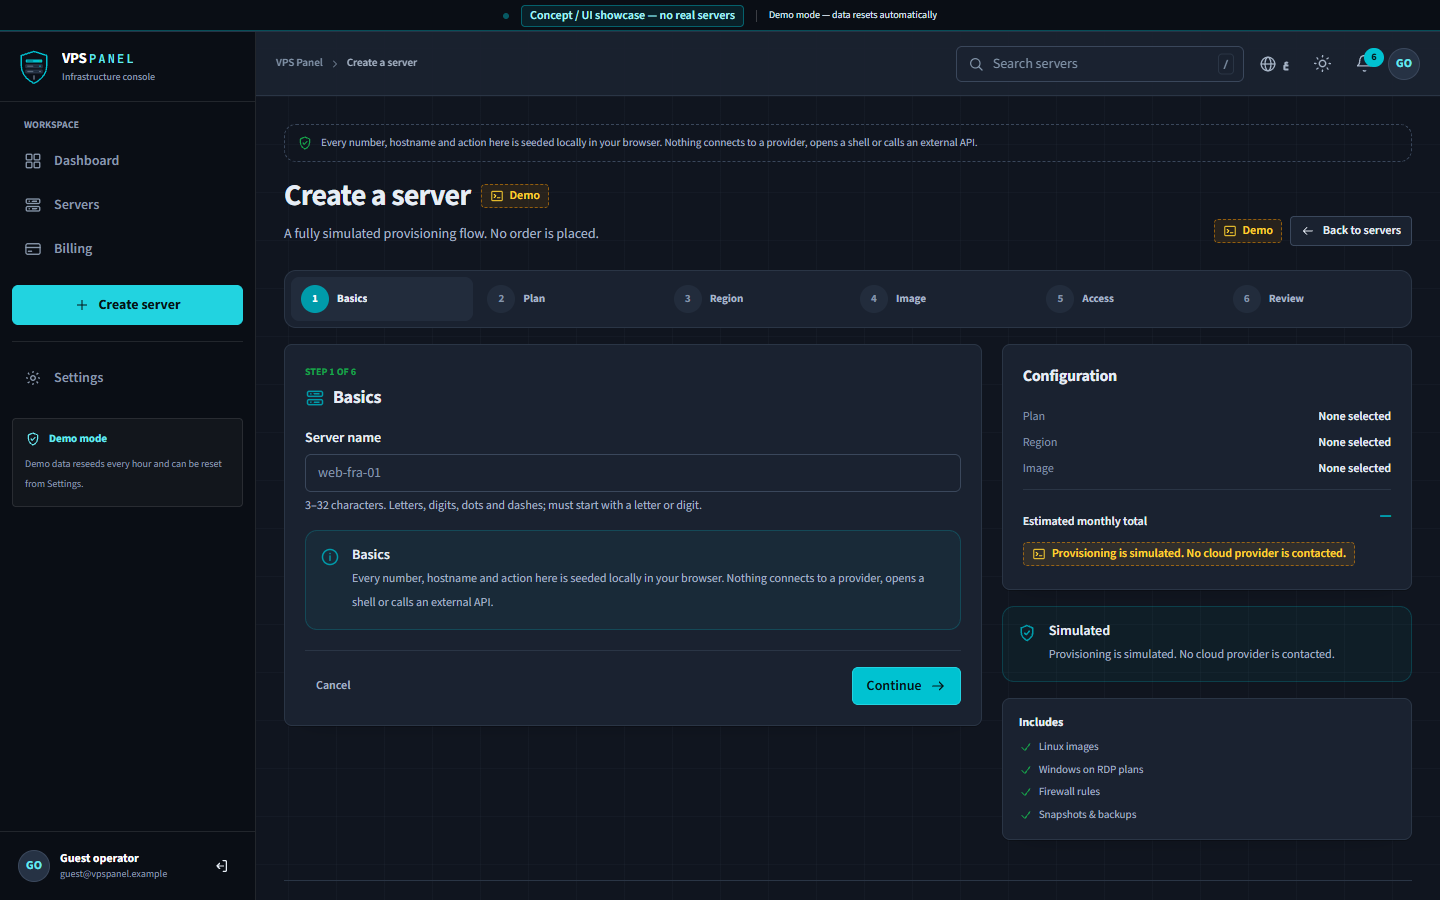 Concept / UI showcase — no real servers
Demo mode — data resets automatically
VPS PANEL
Infrastructure console
VPS Panel
Create a server
Search servers
/
ع
6
GO
WORKSPACE
Dashboard
Servers
Billing
Create server
Settings
Demo mode
Demo data reseeds every hour and can be reset
from Settings.
Every number, hostname and action here is seeded locally in your browser. Nothing connects to a provider, opens a shell or calls an external API.
Create a server
Demo
A fully simulated provisioning flow. No order is placed.
Demo
Back to servers
1 Basics
2 Plan
3 Region
4 Image
5 Access
6 Review
STEP 1 OF 6
Basics
Server name
web-fra-01
3–32 characters. Letters, digits, dots and dashes; must start with a letter or digit.
Basics
Every number, hostname and action here is seeded locally in your browser. Nothing connects to a provider, opens a
shell or calls an external API.
Cancel
Continue
Configuration
Plan None selected
Region None selected
Image None selected
Estimated monthly total —
Provisioning is simulated. No cloud provider is contacted.
Simulated
Provisioning is simulated. No cloud provider is contacted.
Includes
Linux images
Windows on RDP plans
Firewall rules
Snapshots & backups
GO
Guest operator
guest@vpspanel.example